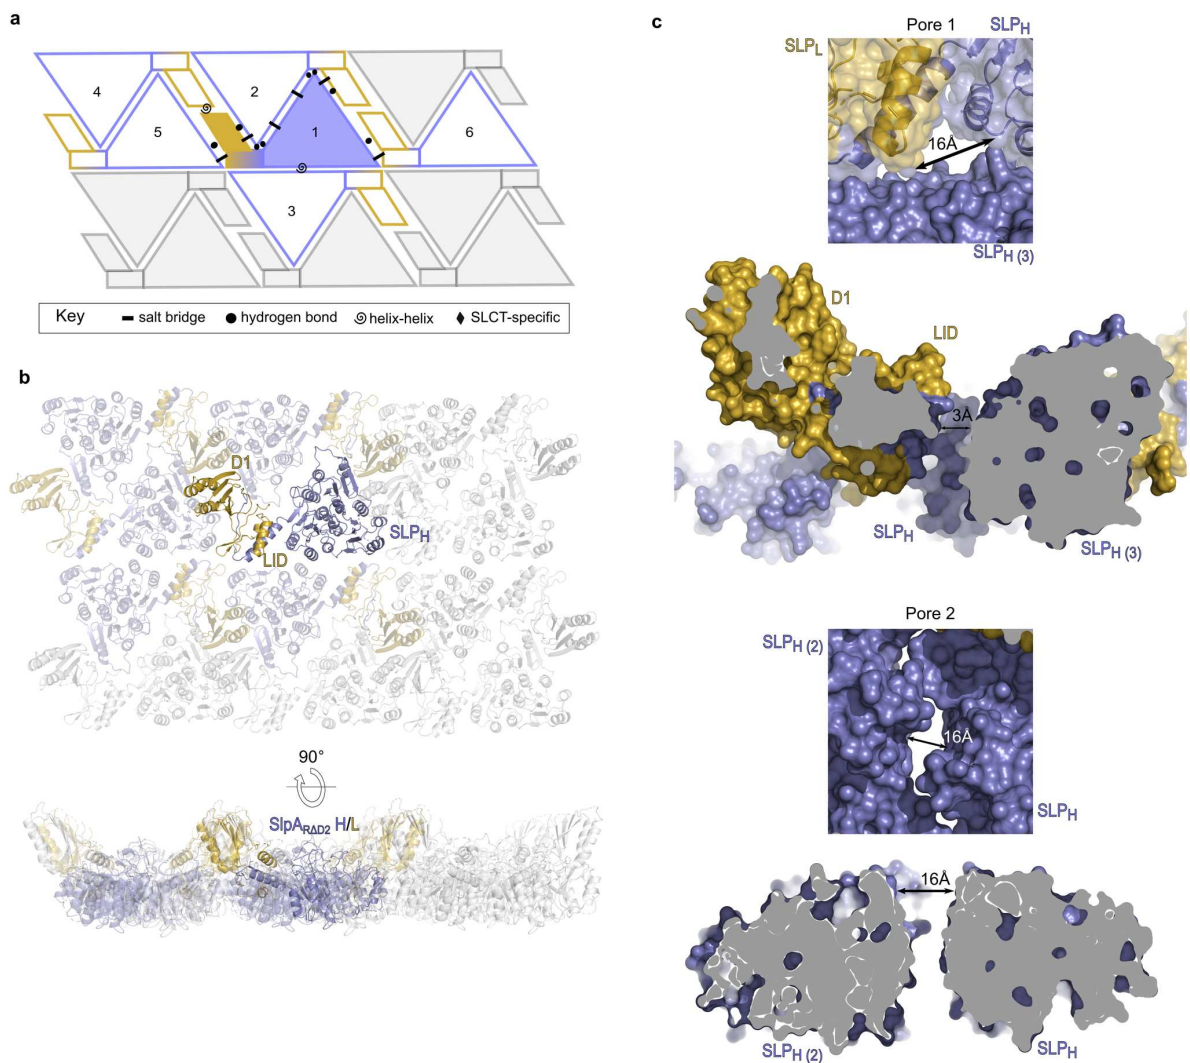 a
4
2
5
1
6
3
Key
salt bridge
hydrogen bond
helix-helix
SLCT-specific
b
D1
SLPH
LID
90°
SlpARΔD2 H/L
c
Pore 1
SLPL
SLPH
16Å
SLPH (3)
D1
LID
3Å
SLPH
SLPH (3)
Pore 2
SLPH (2)
16Å
SLPH
16Å
SLPH (2)
SLPH